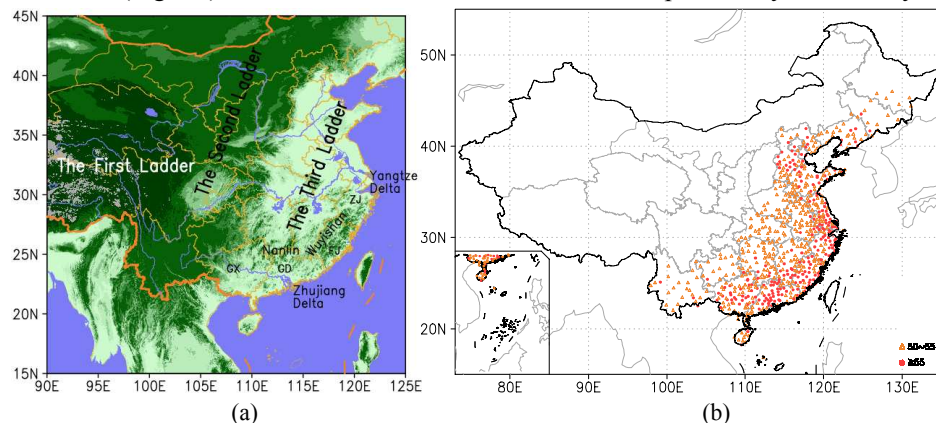 45N
40N
35N
30N
25N
20N
15N
90E 95E 100E 105E 110E 115E 120E 125E
The First Ladder
The Second Ladder
The Third Ladder
Yangtze
Delta
ZJ
Wuyishan
Nanlin
FJ
GX
GD
Zhujiang
Delta
(a)
50N
40N
30N
20N
80E 90E 100E 110E 120E 130E
50~55
≥55
(b)